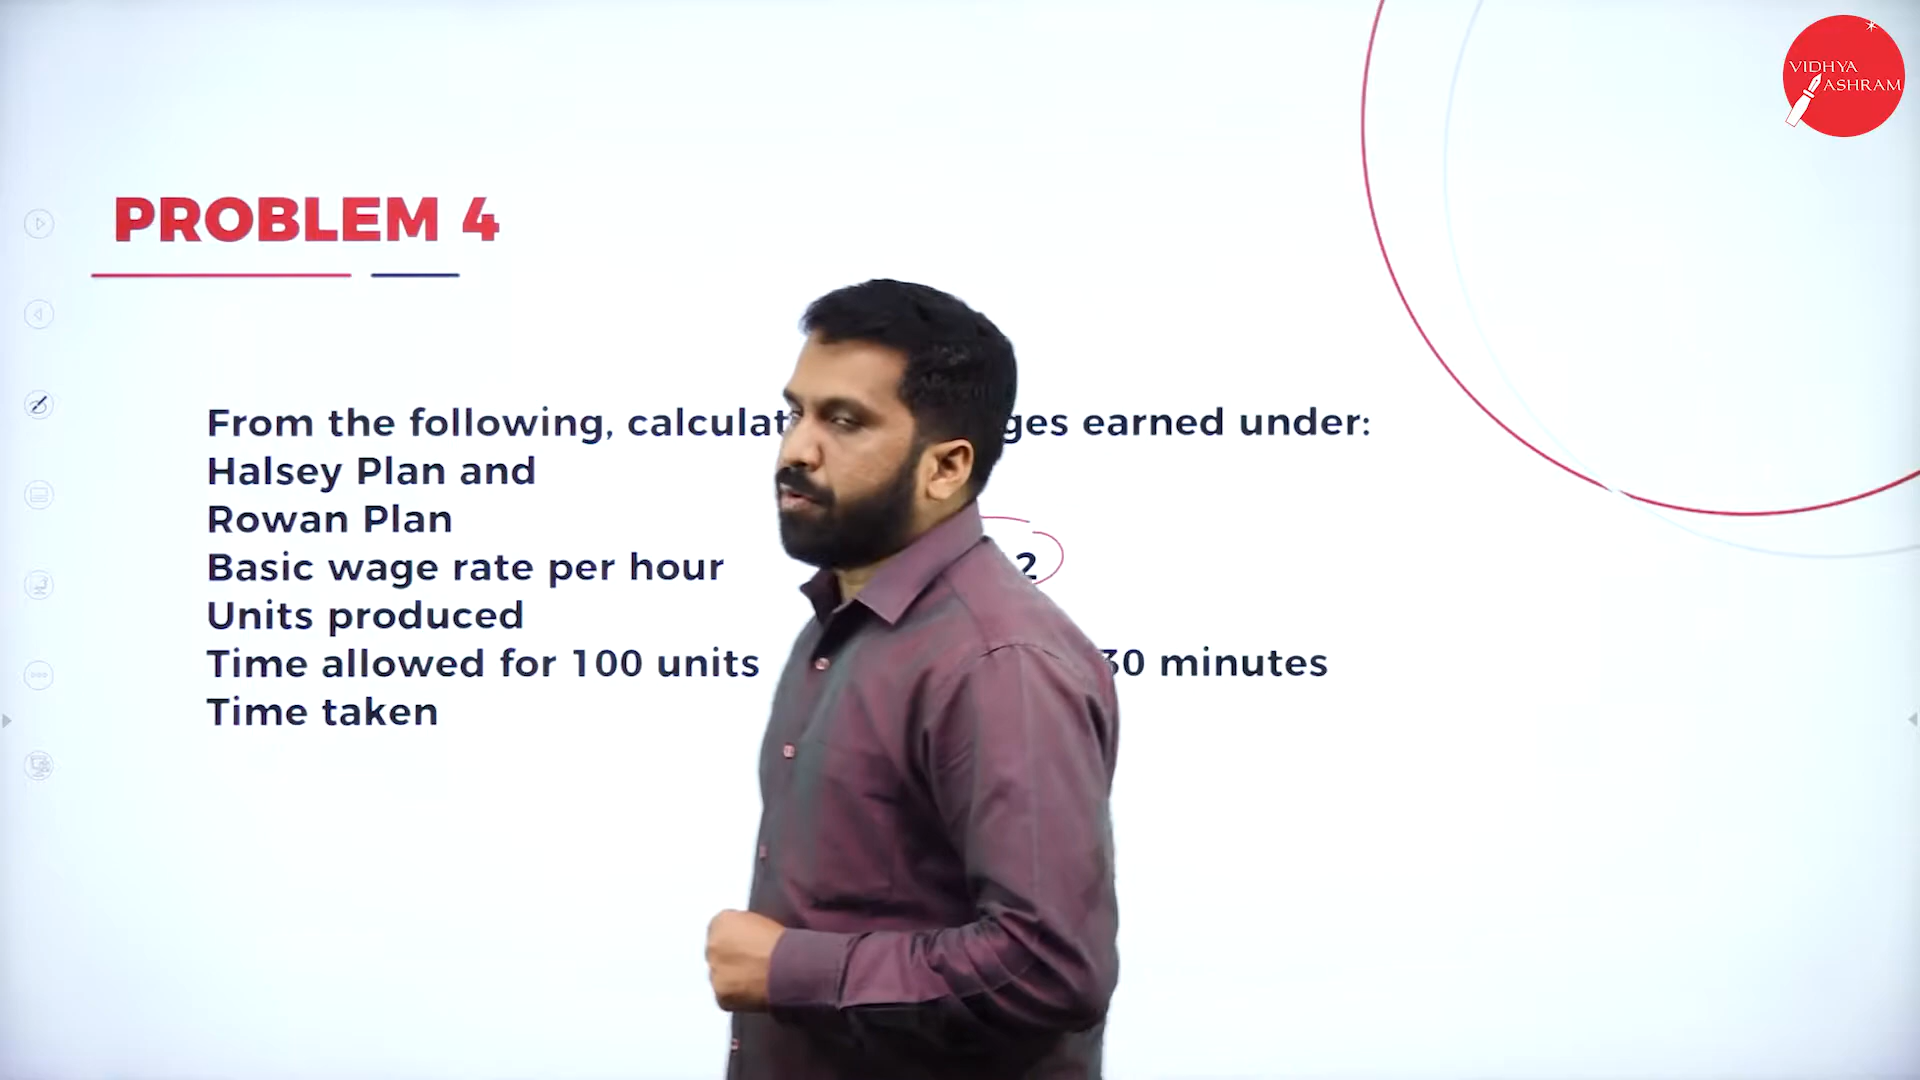 VIDHYA
ASHRAM
PROBLEM 4
From the following, calculat ges earned under:
Halsey Plan and
Rowan Plan
Basic wage rate per hour 2
Units produced
Time allowed for 100 units 30 minutes
Time taken